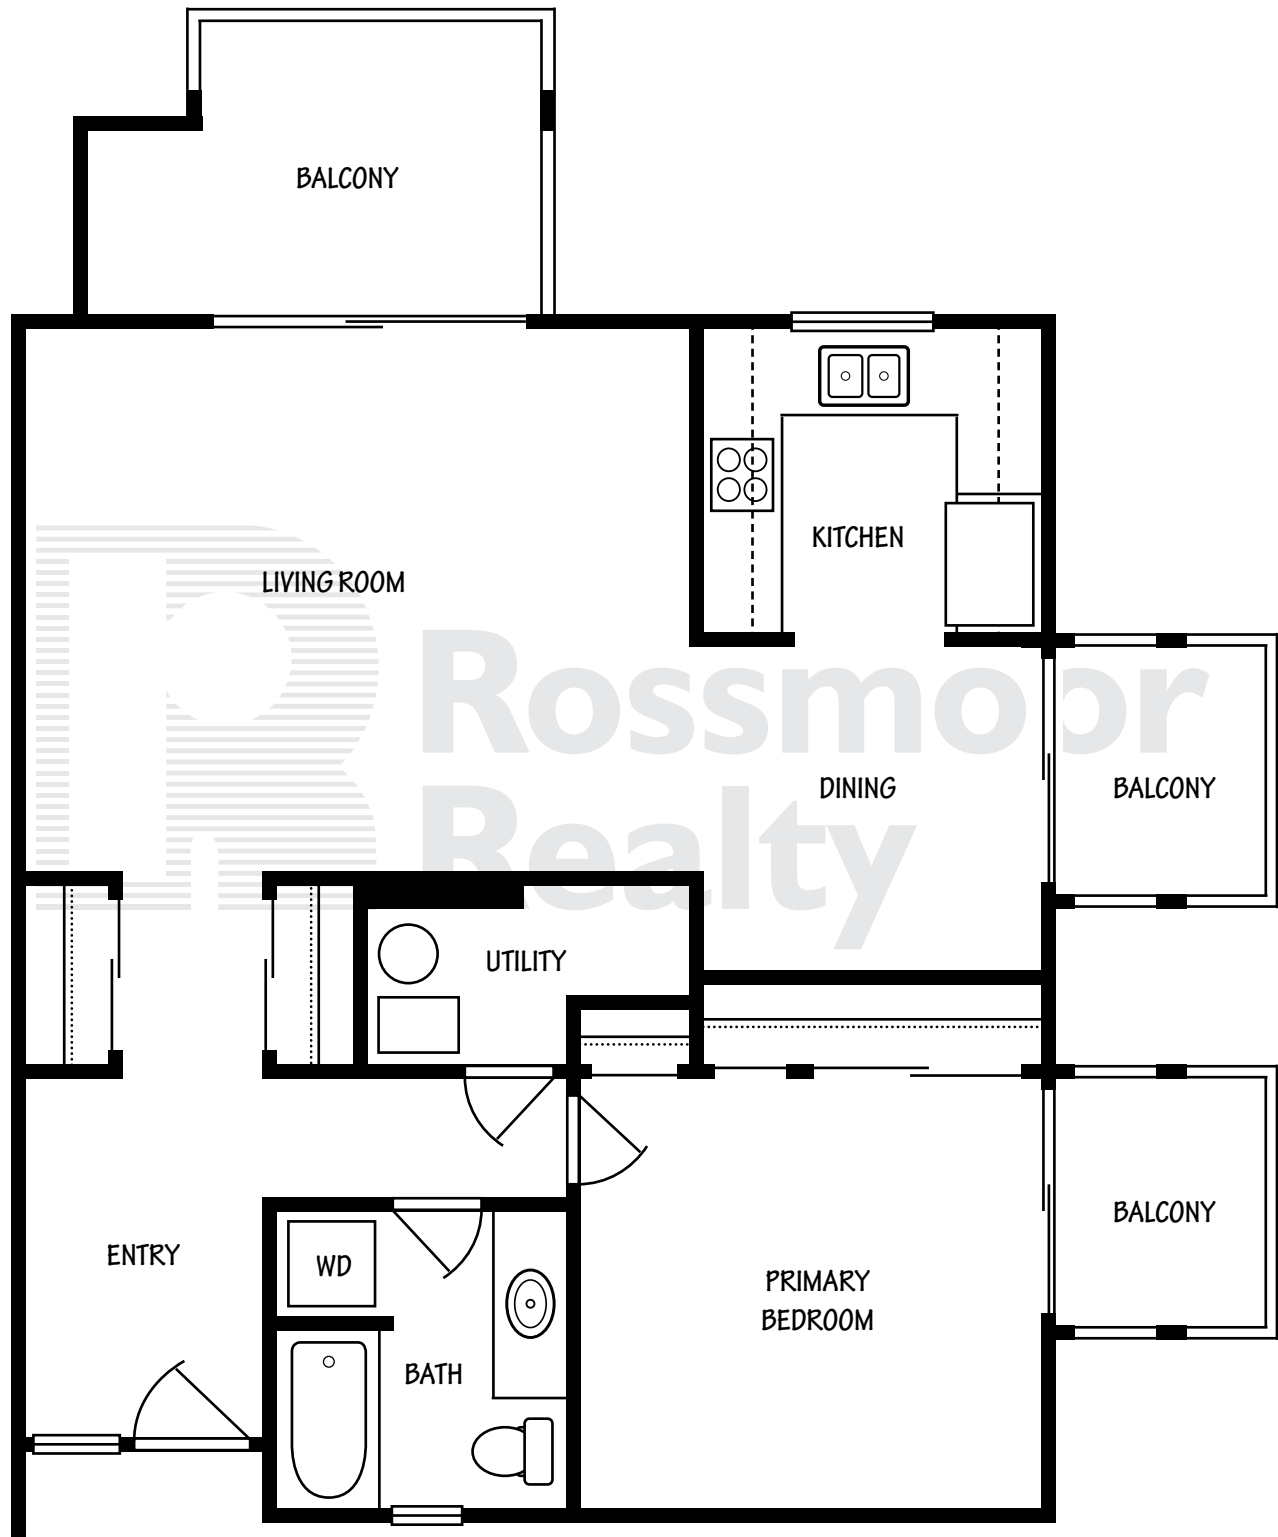 BALCONY
KITCHEN
LIVING ROOM
Rossmoor
Realty
DINING
BALCONY
UTILITY
BALCONY
ENTRY
WD
PRIMARY
BEDROOM
BATH